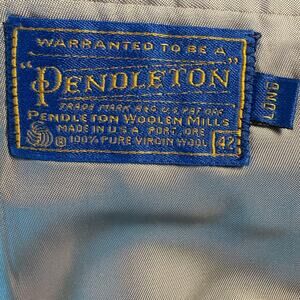 WARRANTED TO BE A
"PENDLETON"
TRADE MARK REG. U.S. PAT. OFF.
PENDLETON WOOLEN MILLS
MADE IN U S A PORT., ORE
® 100% PURE VIRGIN WOOL 42
LONG